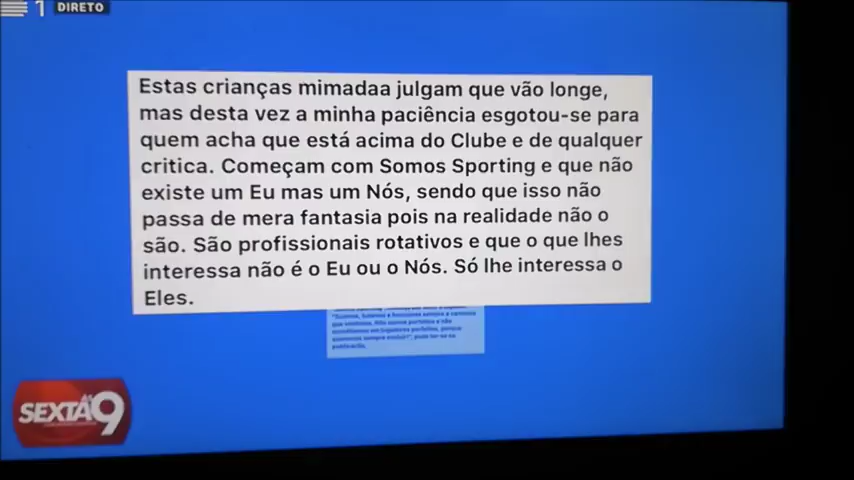 1 DIRETO
Estas crianças mimadaa julgam que vão longe,
mas desta vez a minha paciência esgotou-se para
quem acha que está acima do Clube e de qualquer
critica. Começam com Somos Sporting e que não
existe um Eu mas um Nós, sendo que isso não
passa de mera fantasia pois na realidade não o
são. São profissionais rotativos e que o que lhes
interessa não é o Eu ou o Nós. Só lhe interessa o
Eles.
publicação.
SEXTA ÀS 9